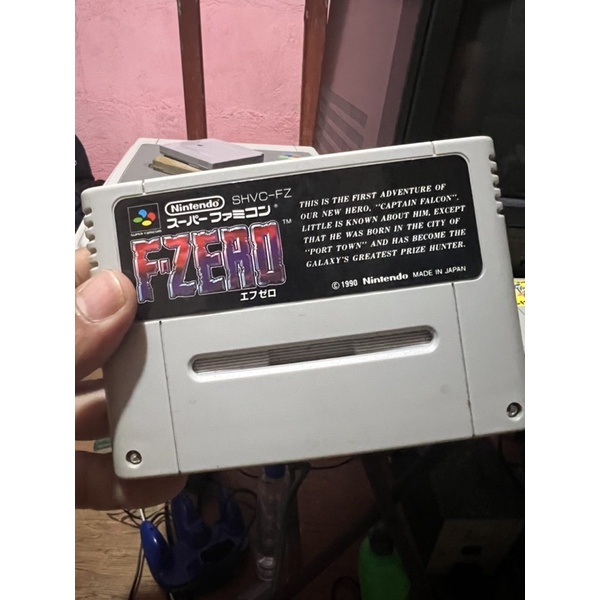 Nintendo SHVC-FZ
スーパーファミコン®
F-ZERO™
エフゼロ
THIS IS THE FIRST ADVENTURE OF
OUR NEW HERO, "CAPTAIN FALCON".
LITTLE IS KNOWN ABOUT HIM, EXCEPT
THAT HE WAS BORN IN THE CITY OF
"PORT TOWN" AND HAS BECOME THE
GALAXY'S GREATEST PRIZE HUNTER.
© 1990 Nintendo MADE IN JAPAN